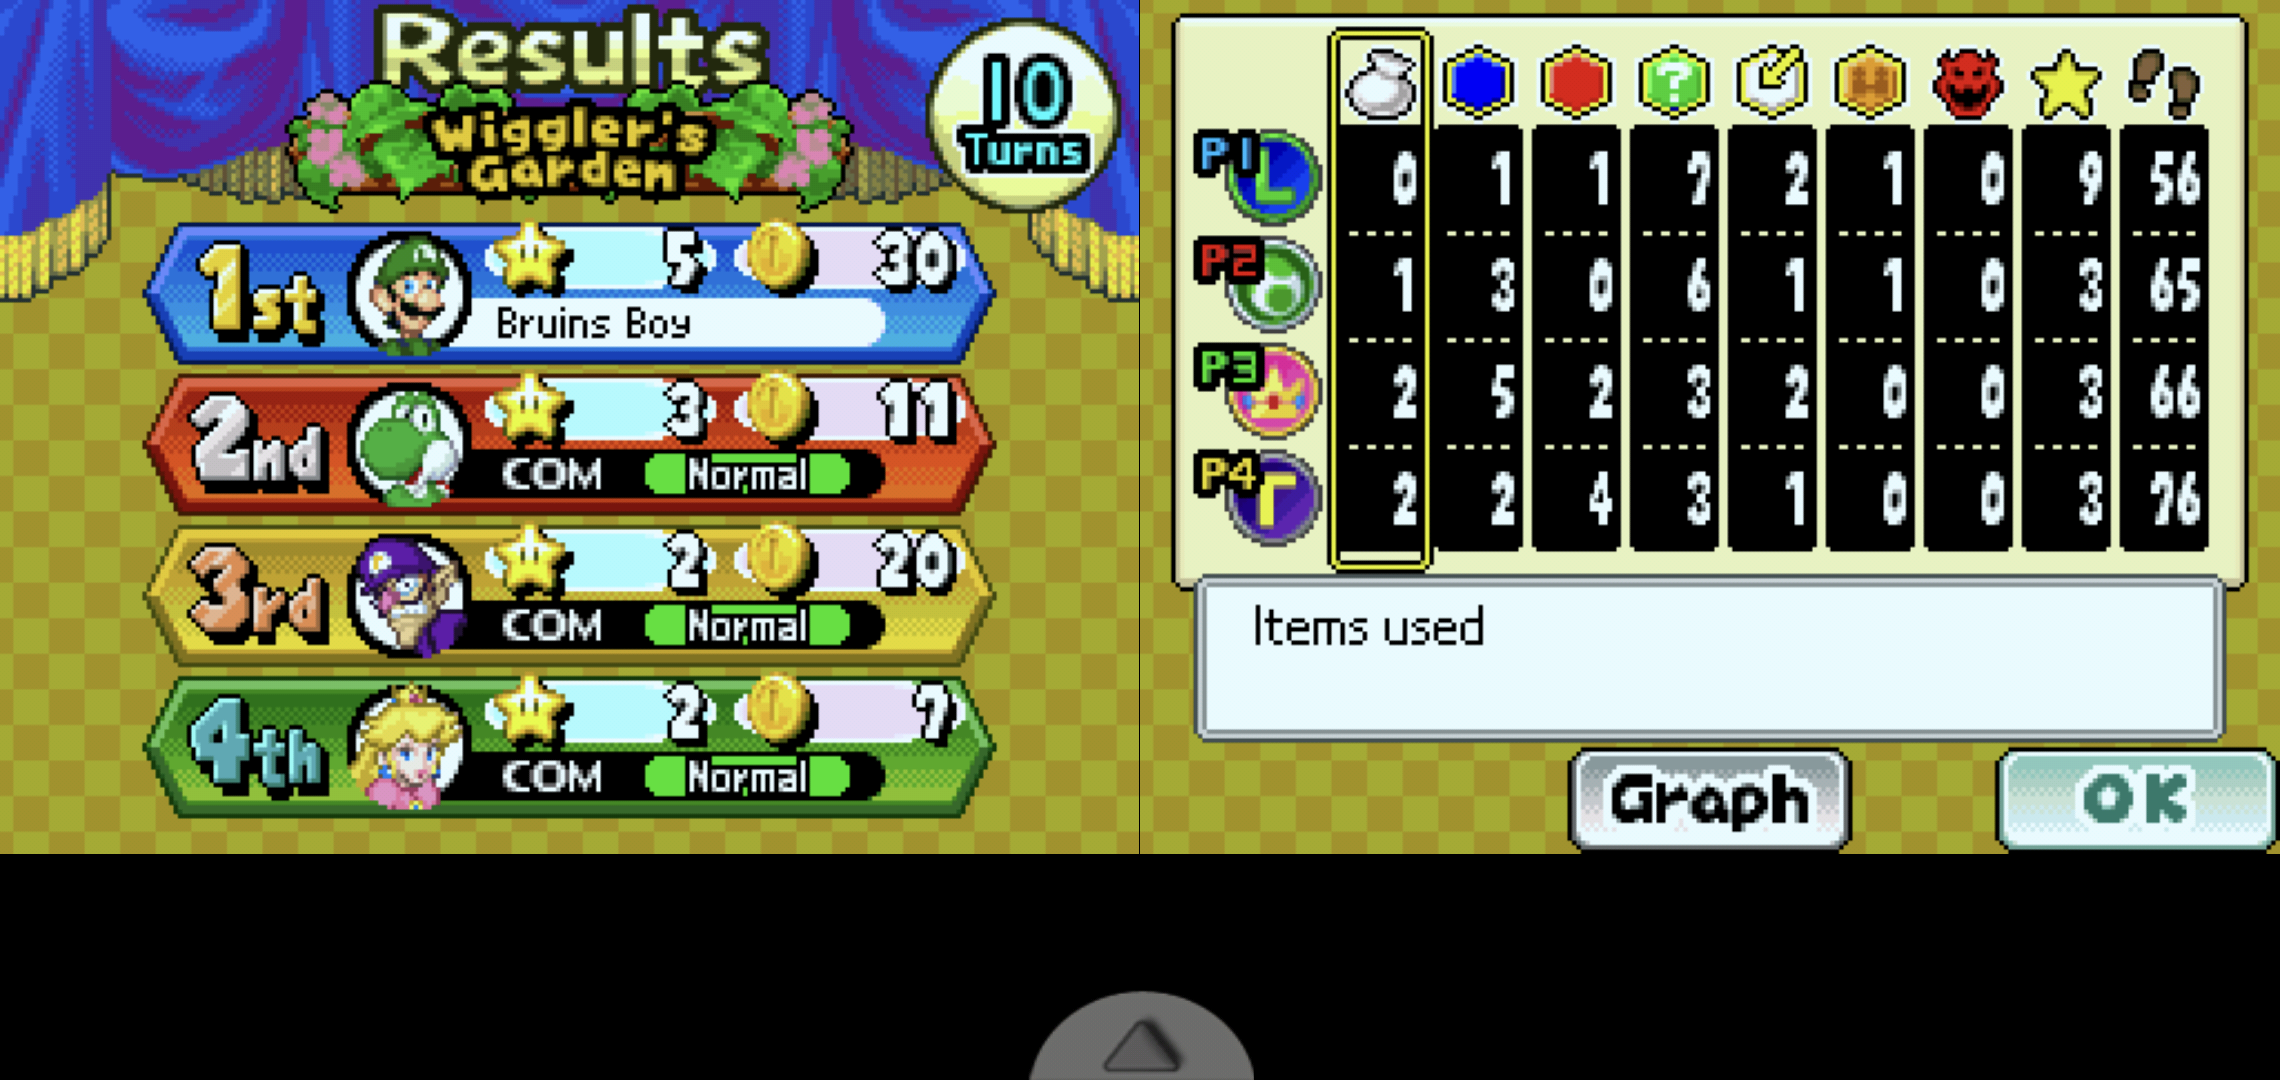 Results
Wiggler's
Garden
10
Turns
1st 5 30
Bruins Boy
2nd 3 11
COM Normal
3rd 2 20
COM Normal
4th 2 7
COM Normal
?
P1 L 0 1 1 7 2 1 0 9 56
P2 1 3 0 6 1 1 0 3 65
P3 2 5 2 3 2 0 0 3 66
P4 Γ 2 2 4 3 1 0 0 3 76
Items used
Graph
OK